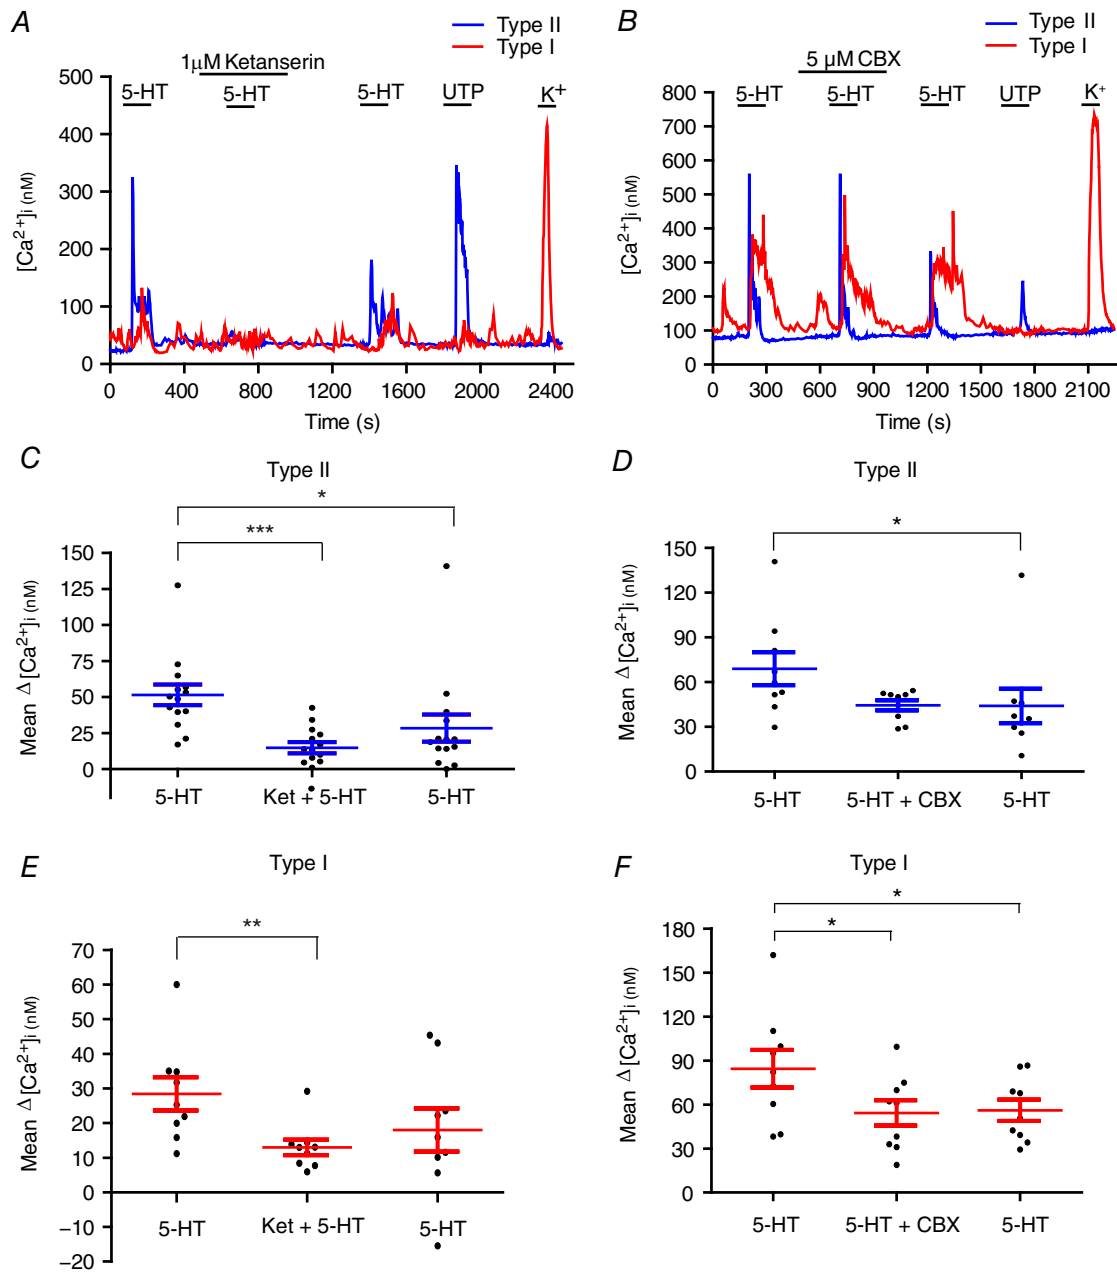 A
Type II
Type I
1μM Ketanserin
5-HT 5-HT 5-HT UTP K+
[Ca2+]i (nM)
500
400
300
200
100
0
0 400 800 1200 1600 2000 2400
Time (s)
B
Type II
Type I
5 μM CBX
5-HT 5-HT 5-HT UTP K+
[Ca2+]i (nM)
800
700
600
500
400
300
200
100
0
0 300 600 900 1200 1500 1800 2100
Time (s)
C
Type II
*
***
Mean Δ [Ca2+]i (nM)
150
125
100
75
50
25
0
5-HT Ket + 5-HT 5-HT
D
Type II
*
Mean Δ [Ca2+]i (nM)
150
120
90
60
30
0
5-HT 5-HT + CBX 5-HT
E
Type I
**
Mean Δ [Ca2+]i (nM)
70
60
50
40
30
20
10
0
−10
−20
5-HT Ket + 5-HT 5-HT
F
Type I
*
*
Mean Δ [Ca2+]i (nM)
180
150
120
90
60
30
0
5-HT 5-HT + CBX 5-HT